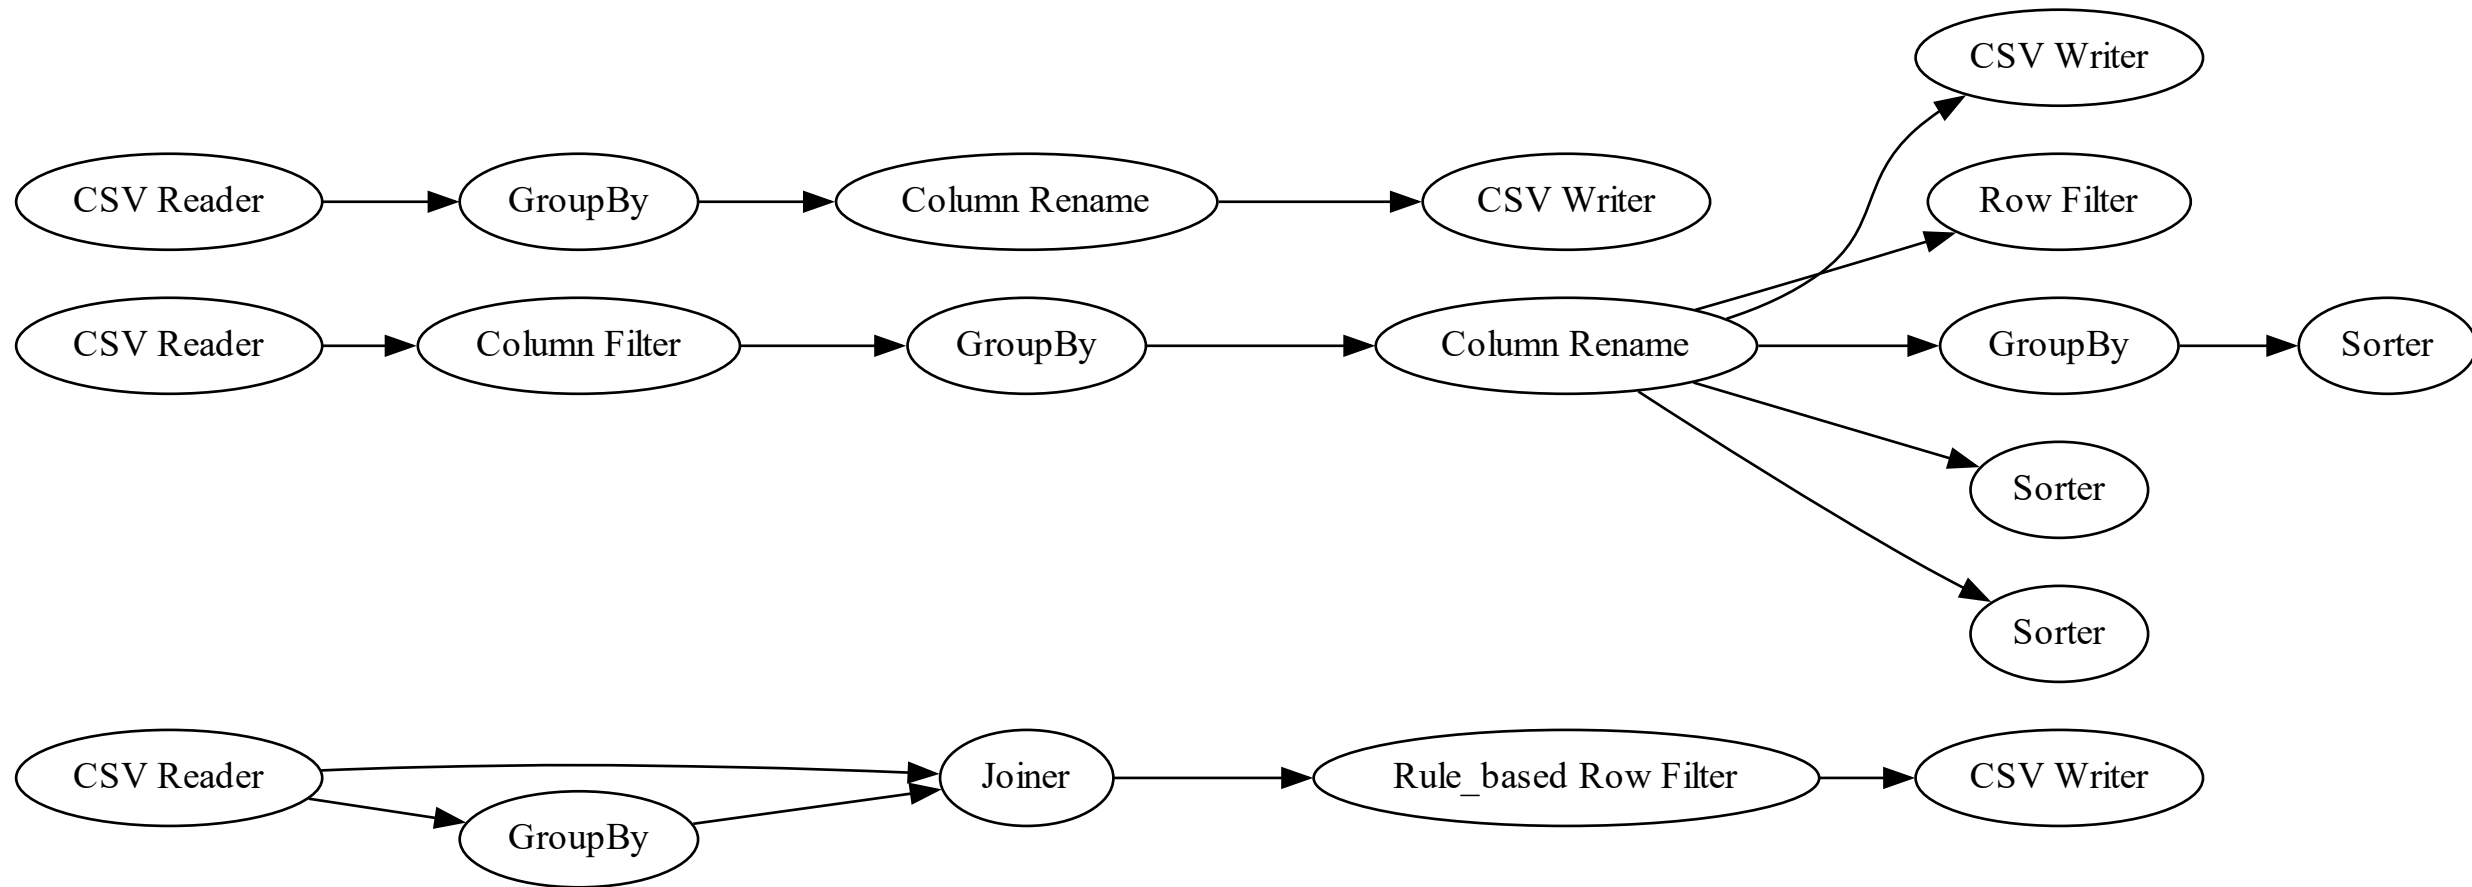 CSV Writer
CSV Reader
GroupBy
Column Rename
CSV Writer
Row Filter
CSV Reader
Column Filter
GroupBy
Column Rename
GroupBy
Sorter
Sorter
Sorter
CSV Reader
Joiner
Rule_based Row Filter
CSV Writer
GroupBy